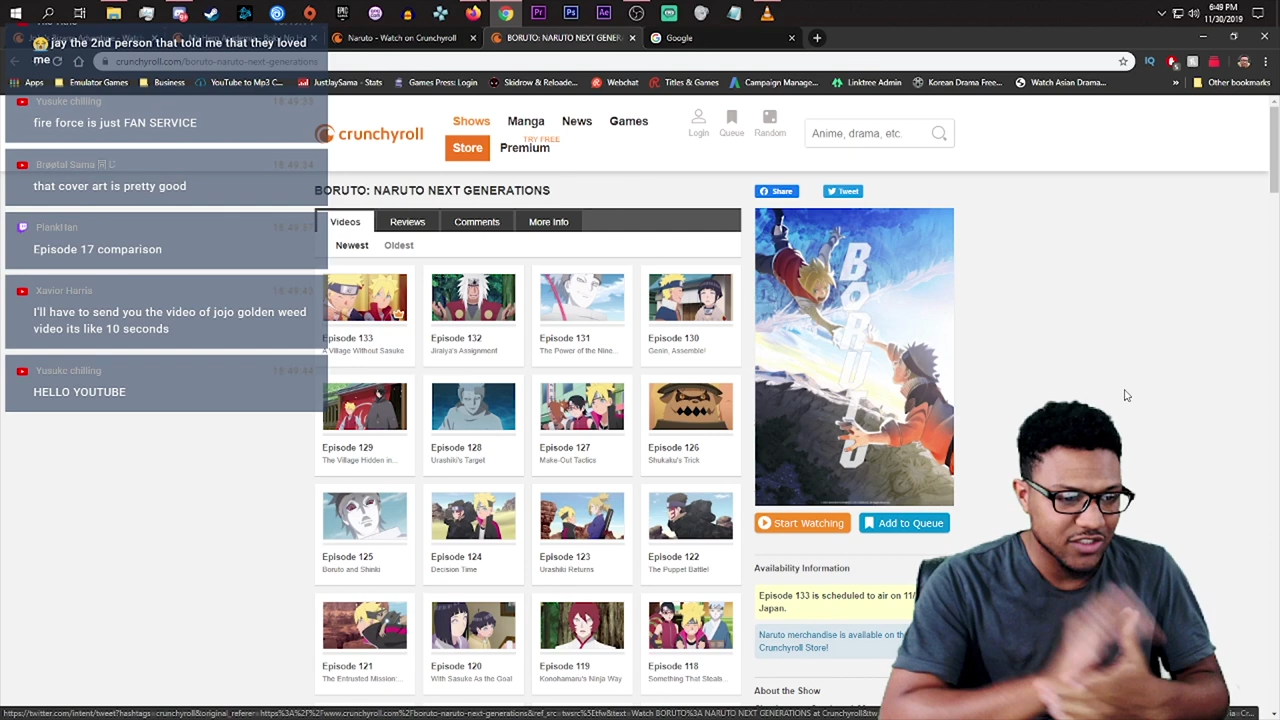 6:49 PM
11/30/2019
Naruto - Watch on Crunchyroll
BORUTO: NARUTO NEXT GENERA
Google
crunchyroll.com/boruto-naruto-next-generations
Apps
Emulator Games
Business
YouTube to Mp3 C...
JustJaySama - Stats
Games Press: Login
Skidrow & Reloade...
Webchat
Titles & Games
Campaign Manage...
Linktree Admin
Korean Drama Free...
Watch Asian Drama...
Other bookmarks
jay the 2nd person that told me that they loved
me
Yusuke chilling
fire force is just FAN SERVICE
that cover art is pretty good
Episode 17 comparison
Xavior Harris
I'll have to send you the video of jojo golden weed
video its like 10 seconds
Yusuke chilling
HELLO YOUTUBE
crunchyroll
Shows
Manga
News
Games
Store
TRY FREE
Premium
Login
Queue
Random
Anime, drama, etc.
BORUTO: NARUTO NEXT GENERATIONS
Share
Tweet
Videos
Reviews
Comments
More Info
Newest
Oldest
Episode 133
A Village Without Sasuke
Episode 132
Jiraiya's Assignment
Episode 131
The Power of the Nine...
Episode 130
Genin, Assemble!
Episode 129
The Village Hidden in...
Episode 128
Urashiki's Target
Episode 127
Make-Out Tactics
Episode 126
Shukaku's Trick
Episode 125
Boruto and Shinki
Episode 124
Decision Time
Episode 123
Urashiki Returns
Episode 122
The Puppet Battle!
Episode 121
The Entrusted Mission:...
Episode 120
With Sasuke As the Goal
Episode 119
Konohamaru's Ninja Way
Episode 118
Something That Steals...
BORUTO
Start Watching
Add to Queue
Availability Information
Episode 133 is scheduled to air on 11/
Japan.
Naruto merchandise is available on th
Crunchyroll Store!
About the Show